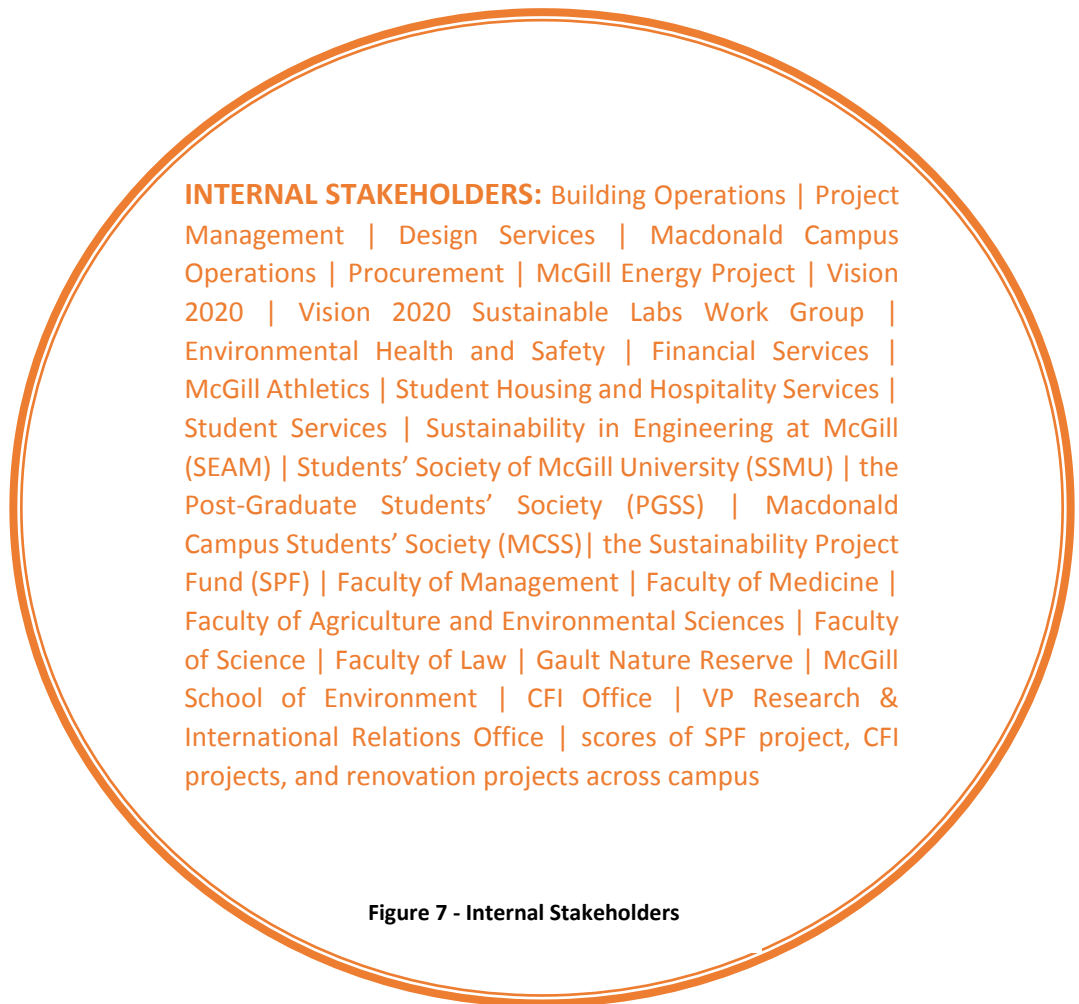 INTERNAL STAKEHOLDERS: Building Operations | Project
Management | Design Services | Macdonald Campus
Operations | Procurement | McGill Energy Project | Vision
2020 | Vision 2020 Sustainable Labs Work Group |
Environmental Health and Safety | Financial Services |
McGill Athletics | Student Housing and Hospitality Services |
Student Services | Sustainability in Engineering at McGill
(SEAM) | Students’ Society of McGill University (SSMU) | the
Post-Graduate Students’ Society (PGSS) | Macdonald
Campus Students’ Society (MCSS)| the Sustainability Project
Fund (SPF) | Faculty of Management | Faculty of Medicine |
Faculty of Agriculture and Environmental Sciences | Faculty
of Science | Faculty of Law | Gault Nature Reserve | McGill
School of Environment | CFI Office | VP Research &
International Relations Office | scores of SPF project, CFI
projects, and renovation projects across campus
Figure 7 - Internal Stakeholders